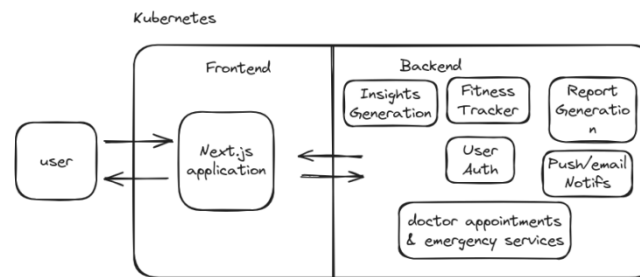 Kubernetes
Frontend
Backend
Insights
Generation
Fitness
Tracker
Report
Generatio
n
user
Next.js
application
User
Auth
Push/email
Notifs
doctor appointments
& emergency services